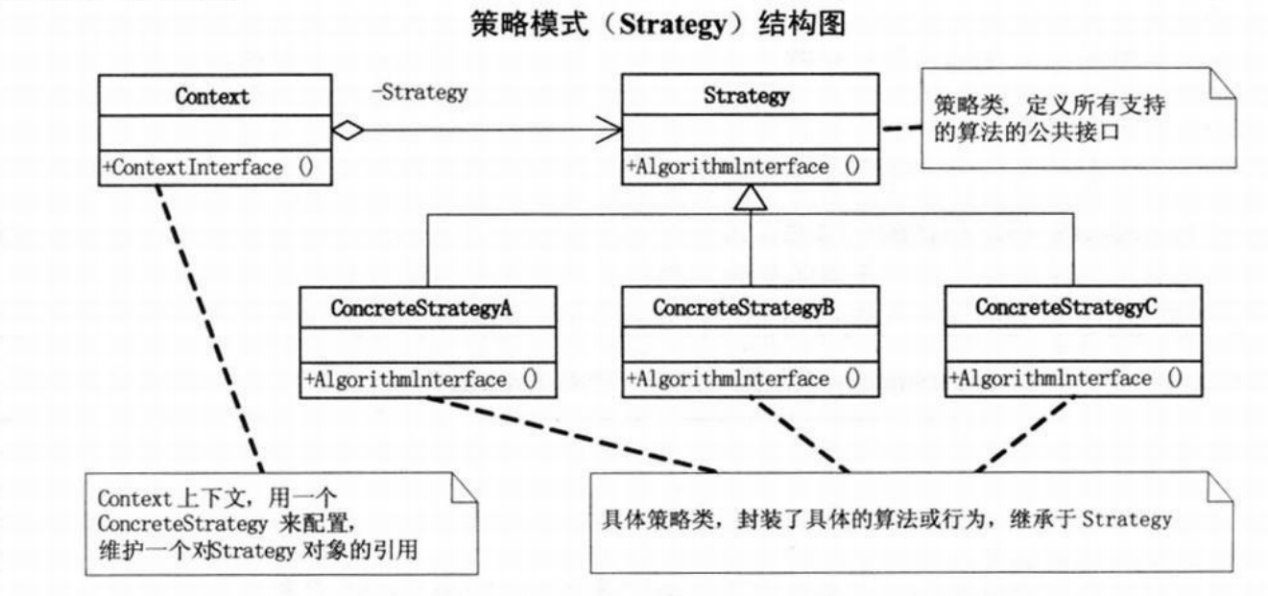 策略模式（Strategy）结构图
Context
-Strategy
Strategy
策略类，定义所有支持
的算法的公共接口
+ContextInterface ()
+AlgorithmInterface ()
ConcreteStrategyA
ConcreteStrategyB
ConcreteStrategyC
+AlgorithmInterface ()
+AlgorithmInterface ()
+AlgorithmInterface ()
Context 上下文，用一个
ConcreteStrategy 来配置，
维护一个对Strategy 对象的引用
具体策略类，封装了具体的算法或行为，继承于 Strategy